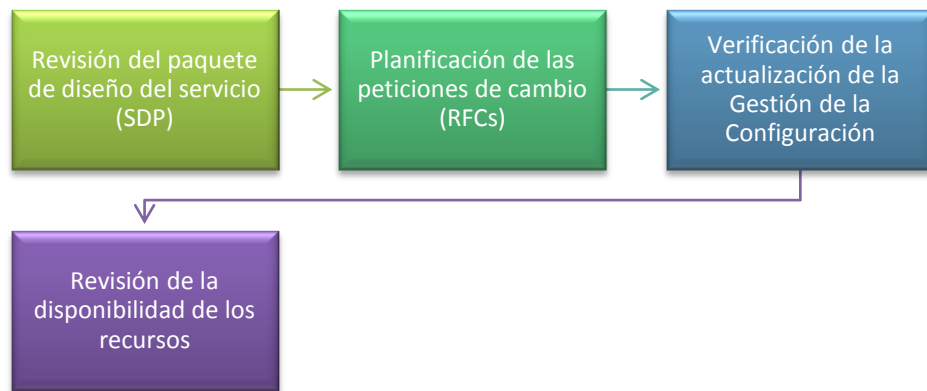 Revisión del paquete
de diseño del servicio
(SDP)
Planificación de las
peticiones de cambio
(RFCs)
Verificación de la
actualización de la
Gestión de la
Configuración
Revisión de la
disponibilidad de los
recursos